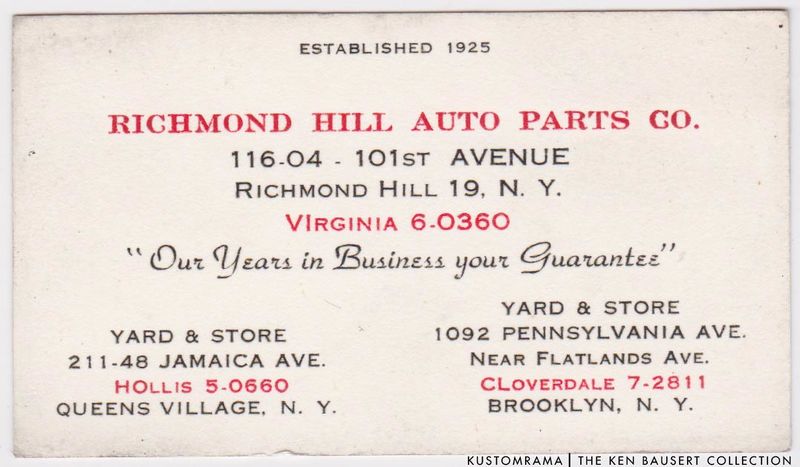 ESTABLISHED 1925
RICHMOND HILL AUTO PARTS CO.
116-04 - 101ST AVENUE
RICHMOND HILL 19, N. Y.
VIRGINIA 6-0360
"Our Years in Business your Guarantee"
YARD & STORE
211-48 JAMAICA AVE.
HOLLIS 5-0660
QUEENS VILLAGE, N. Y.
YARD & STORE
1092 PENNSYLVANIA AVE.
NEAR FLATLANDS AVE.
CLOVERDALE 7-2811
BROOKLYN, N. Y.
KUSTOMRAMA | THE KEN BAUSERT COLLECTION